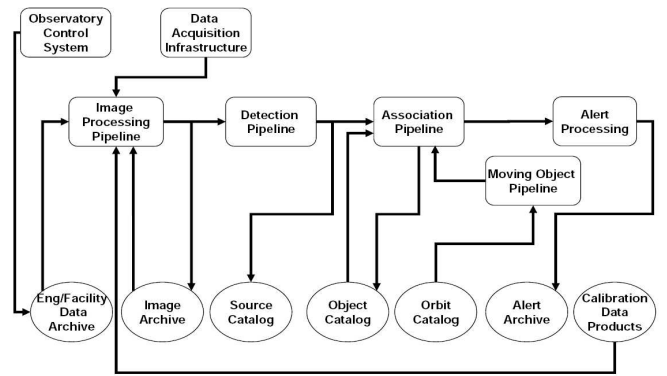 Observatory
Control
System
Data
Acquisition
Infrastructure
Image
Processing
Pipeline
Detection
Pipeline
Association
Pipeline
Alert
Processing
Moving Object
Pipeline
Eng/Facility
Data
Archive
Image
Archive
Source
Catalog
Object
Catalog
Orbit
Catalog
Alert
Archive
Calibration
Data
Products